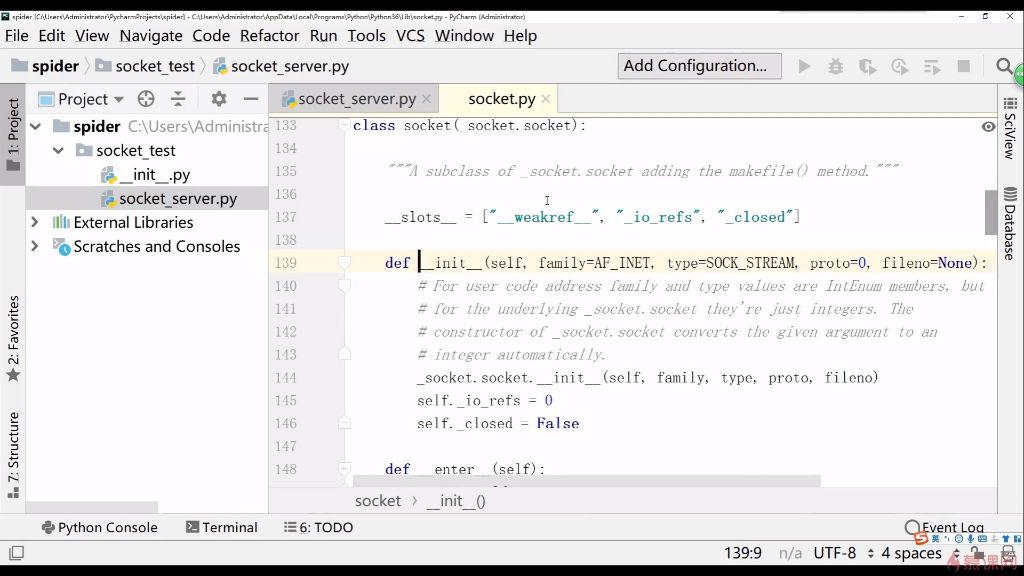 spider [C:\Users\Administrator\PycharmProjects\spider] - C:\Users\Administrator\AppData\Local\Programs\Python\Python36\Lib\socket.py - PyCharm (Administrator)
File Edit View Navigate Code Refactor Run Tools VCS Window Help
spider socket_test socket_server.py Add Configuration...
Project socket_server.py socket.py
1: Project
spider C:\Users\Administra
socket_test
__init__.py
socket_server.py
External Libraries
Scratches and Consoles
2: Favorites
7: Structure
133 class socket(_socket.socket):
134
135 """A subclass of _socket.socket adding the makefile() method."""
136
137 __slots__ = ["__weakref__", "_io_refs", "_closed"]
138
139 def __init__(self, family=AF_INET, type=SOCK_STREAM, proto=0, fileno=None):
140 # For user code address family and type values are IntEnum members, but
141 # for the underlying _socket.socket they're just integers. The
142 # constructor of _socket.socket converts the given argument to an
143 # integer automatically.
144 _socket.socket.__init__(self, family, type, proto, fileno)
145 self._io_refs = 0
146 self._closed = False
147
148 def __enter__(self):
socket › __init__()
SciView
Database
Python Console Terminal 6: TODO Event Log
139:9 n/a UTF-8 4 spaces
英
慕课网